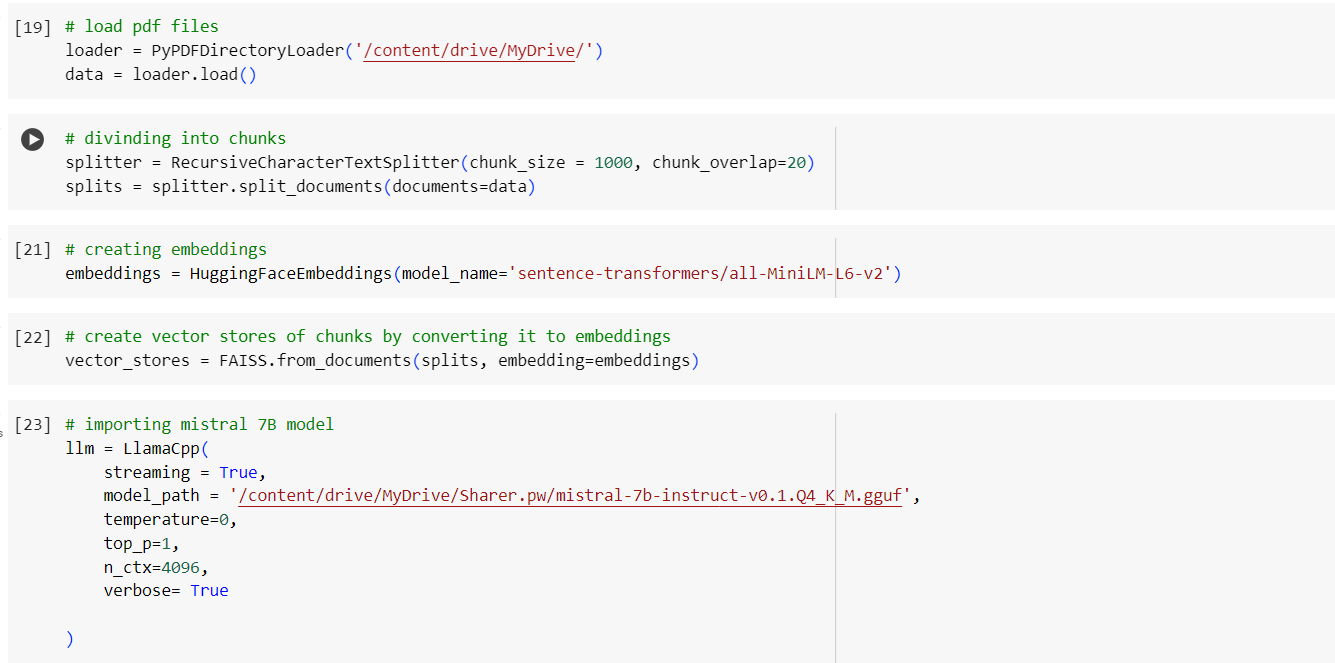 [19] # load pdf files
loader = PyPDFDirectoryLoader('/content/drive/MyDrive/')
data = loader.load()
# divinding into chunks
splitter = RecursiveCharacterTextSplitter(chunk_size = 1000, chunk_overlap=20)
splits = splitter.split_documents(documents=data)
[21] # creating embeddings
embeddings = HuggingFaceEmbeddings(model_name='sentence-transformers/all-MiniLM-L6-v2')
[22] # create vector stores of chunks by converting it to embeddings
vector_stores = FAISS.from_documents(splits, embedding=embeddings)
[23] # importing mistral 7B model
llm = LlamaCpp(
streaming = True,
model_path = '/content/drive/MyDrive/Sharer.pw/mistral-7b-instruct-v0.1.Q4_K_M.gguf',
temperature=0,
top_p=1,
n_ctx=4096,
verbose= True
)